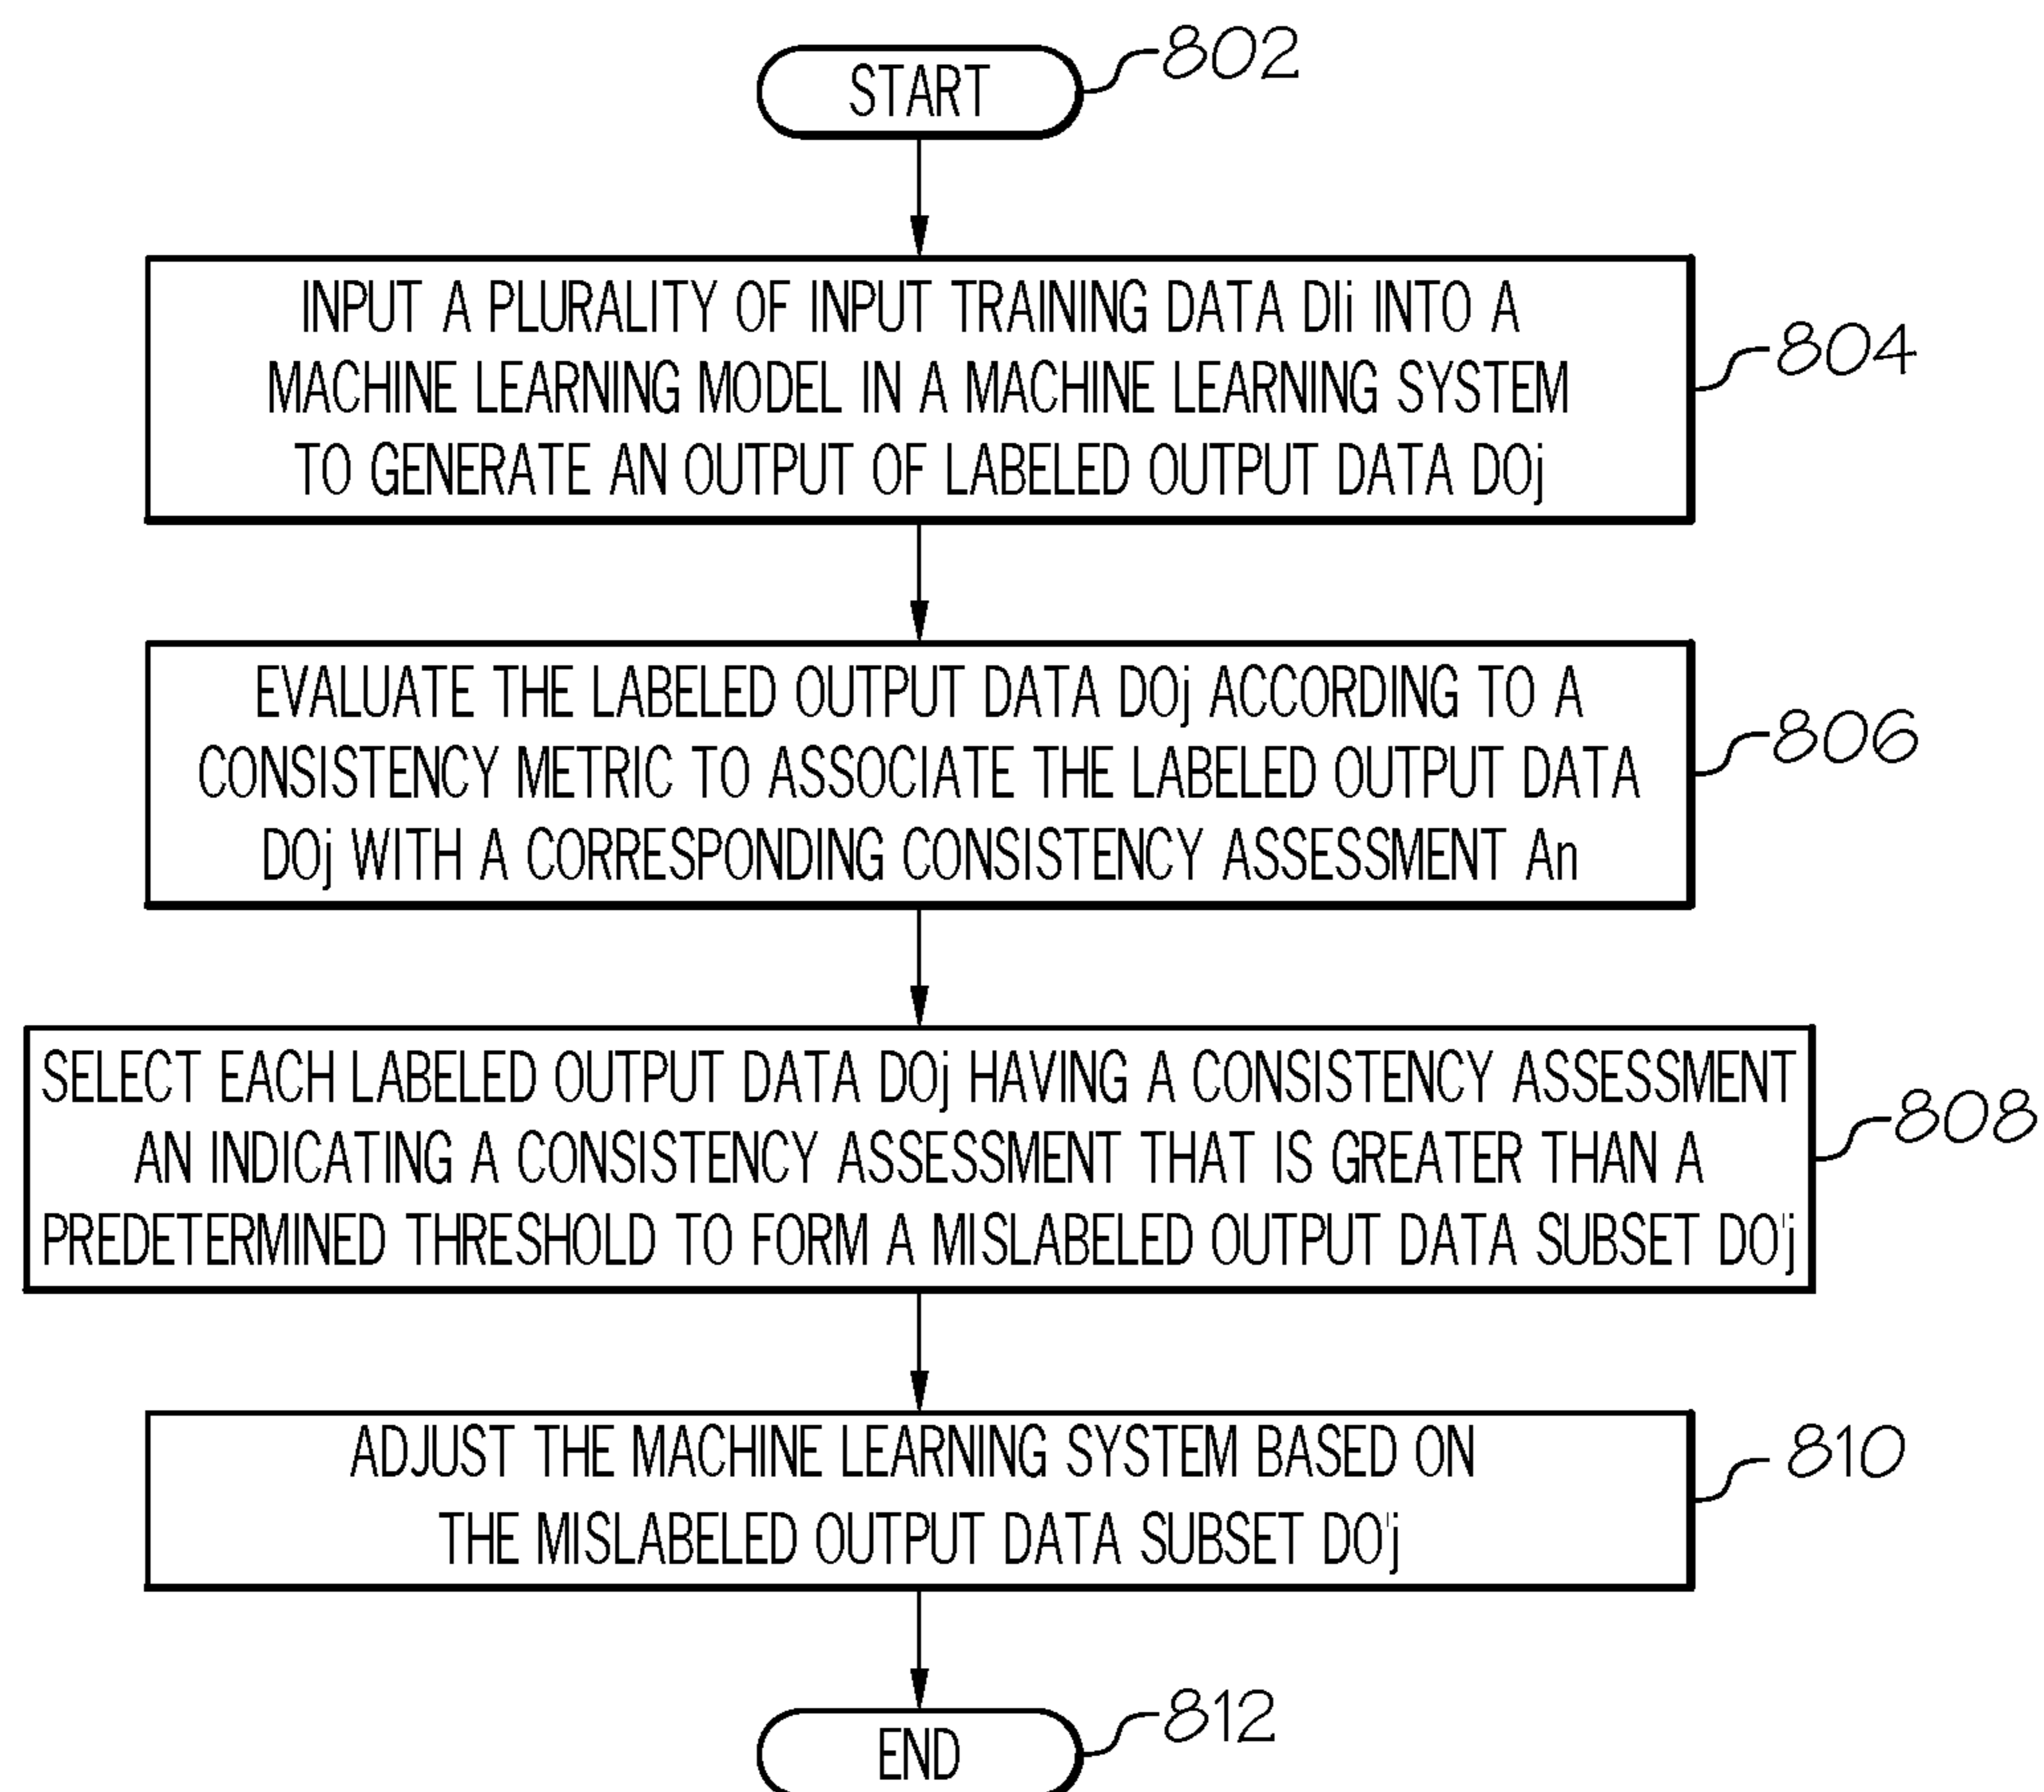 START
802
INPUT A PLURALITY OF INPUT TRAINING DATA DIi INTO A
MACHINE LEARNING MODEL IN A MACHINE LEARNING SYSTEM
TO GENERATE AN OUTPUT OF LABELED OUTPUT DATA DOj
804
EVALUATE THE LABELED OUTPUT DATA DOj ACCORDING TO A
CONSISTENCY METRIC TO ASSOCIATE THE LABELED OUTPUT DATA
DOj WITH A CORRESPONDING CONSISTENCY ASSESSMENT An
806
SELECT EACH LABELED OUTPUT DATA DOj HAVING A CONSISTENCY ASSESSMENT
AN INDICATING A CONSISTENCY ASSESSMENT THAT IS GREATER THAN A
PREDETERMINED THRESHOLD TO FORM A MISLABELED OUTPUT DATA SUBSET DO'j
808
ADJUST THE MACHINE LEARNING SYSTEM BASED ON
THE MISLABELED OUTPUT DATA SUBSET DO'j
810
END
812